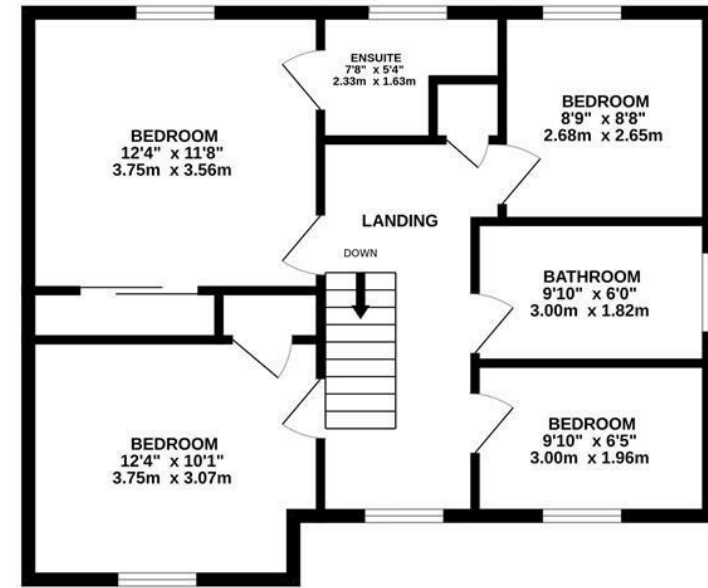 ENSUITE
7'8" x 5'4"
2.33m x 1.63m
BEDROOM
8'9" x 8'8"
2.68m x 2.65m
BEDROOM
12'4" x 11'8"
3.75m x 3.56m
LANDING
DOWN
BATHROOM
9'10" x 6'0"
3.00m x 1.82m
BEDROOM
12'4" x 10'1"
3.75m x 3.07m
BEDROOM
9'10" x 6'5"
3.00m x 1.96m